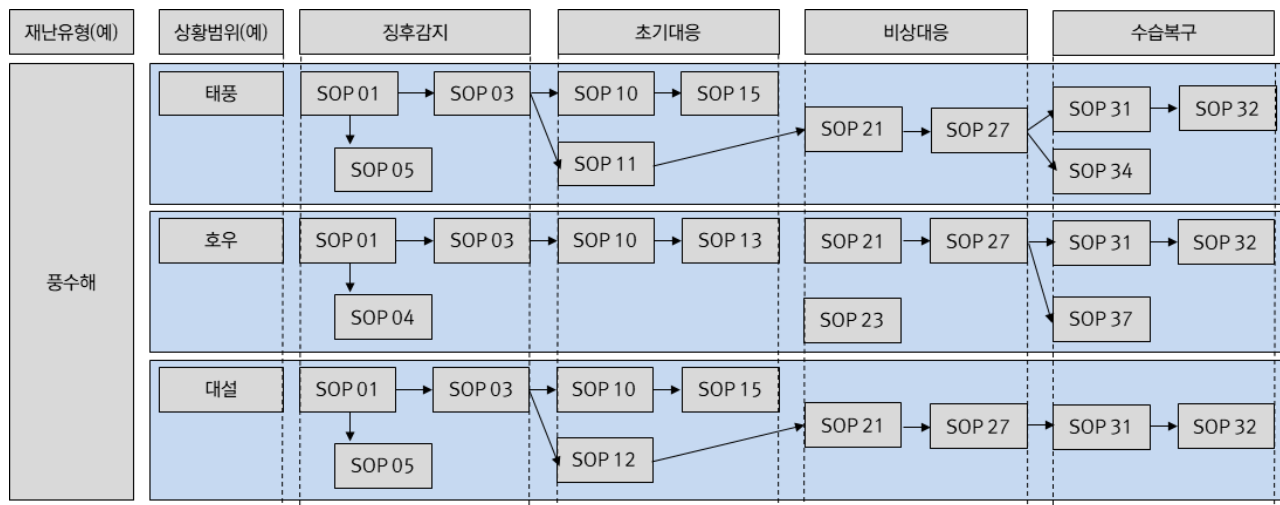 재난유형(예) 상황범위(예) 징후감지 초기대응 비상대응 수습복구
풍수해
태풍
SOP 01 SOP 03 SOP 10 SOP 15
SOP 21 SOP 27
SOP 31 SOP 32
SOP 05
SOP 11
SOP 34
호우
SOP 01 SOP 03 SOP 10 SOP 13 SOP 21 SOP 27 SOP 31 SOP 32
SOP 04
SOP 23
SOP 37
대설
SOP 01 SOP 03 SOP 10 SOP 15
SOP 21 SOP 27 SOP 31 SOP 32
SOP 05
SOP 12